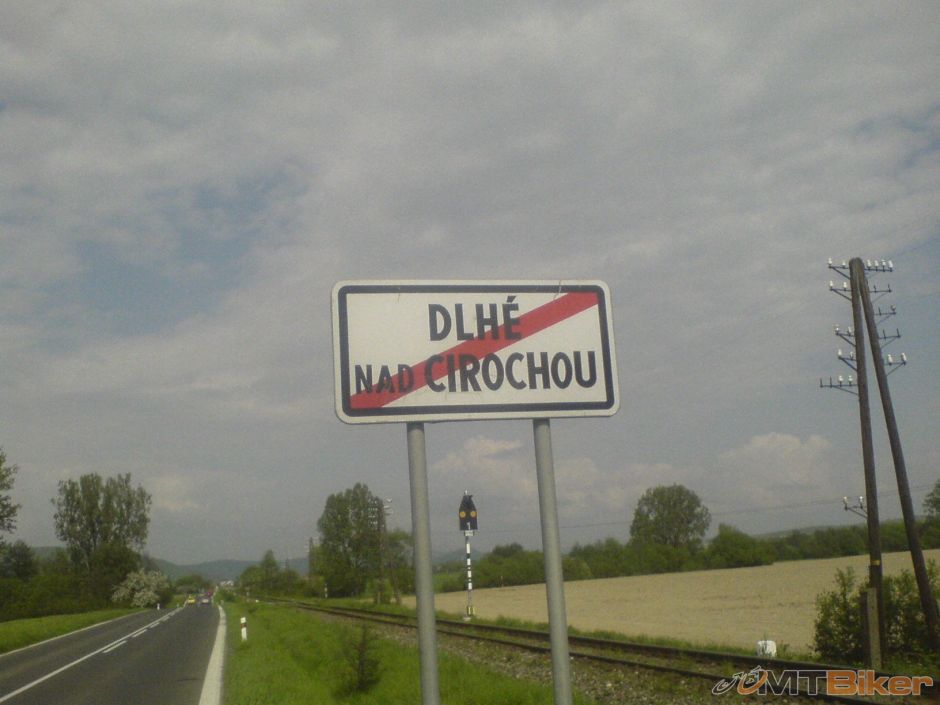 DLHÉ
NAD CIROCHOU
MTBiker